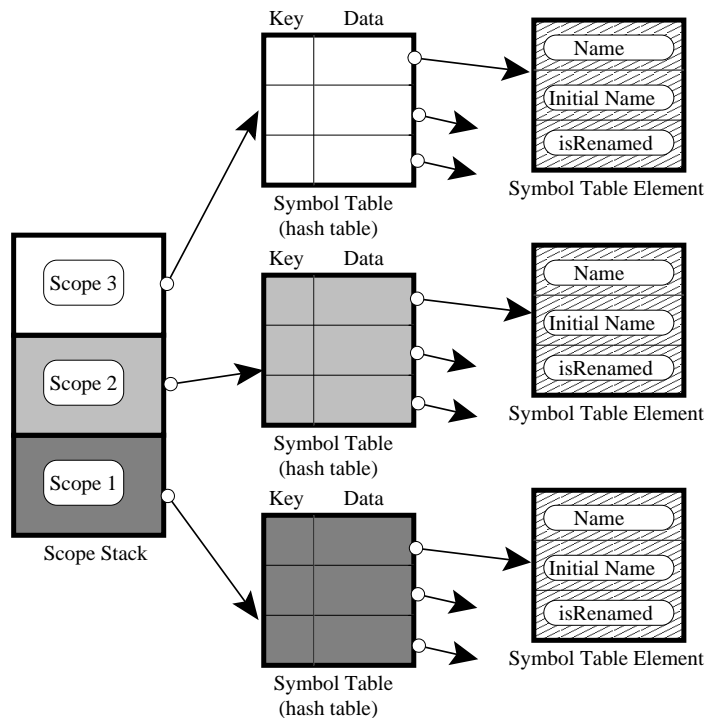 Key Data
Name
Initial Name
isRenamed
Symbol Table
(hash table)
Symbol Table Element
Scope 3
Scope 2
Scope 1
Scope Stack
Key Data
Name
Initial Name
isRenamed
Symbol Table
(hash table)
Symbol Table Element
Key Data
Name
Initial Name
isRenamed
Symbol Table
(hash table)
Symbol Table Element